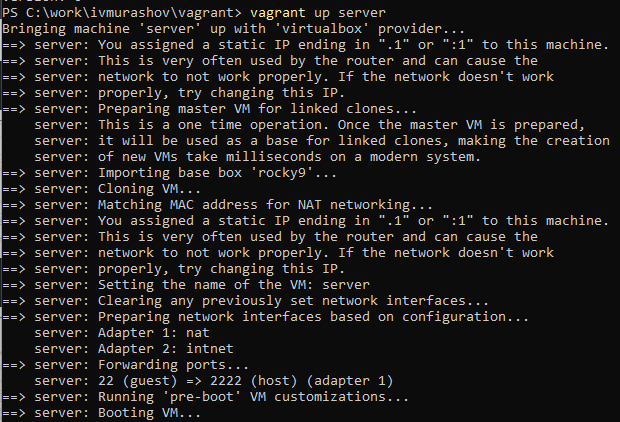 PS C:\work\ivmurashov\vagrant> vagrant up server
Bringing machine 'server' up with 'virtualbox' provider...
==> server: You assigned a static IP ending in ".1" or ":1" to this machine.
==> server: This is very often used by the router and can cause the
==> server: network to not work properly. If the network doesn't work
==> server: properly, try changing this IP.
==> server: Preparing master VM for linked clones...
    server: This is a one time operation. Once the master VM is prepared,
    server: it will be used as a base for linked clones, making the creation
    server: of new VMs take milliseconds on a modern system.
==> server: Importing base box 'rocky9'...
==> server: Cloning VM...
==> server: Matching MAC address for NAT networking...
==> server: You assigned a static IP ending in ".1" or ":1" to this machine.
==> server: This is very often used by the router and can cause the
==> server: network to not work properly. If the network doesn't work
==> server: properly, try changing this IP.
==> server: Setting the name of the VM: server
==> server: Clearing any previously set network interfaces...
==> server: Preparing network interfaces based on configuration...
    server: Adapter 1: nat
    server: Adapter 2: intnet
==> server: Forwarding ports...
    server: 22 (guest) => 2222 (host) (adapter 1)
==> server: Running 'pre-boot' VM customizations...
==> server: Booting VM...